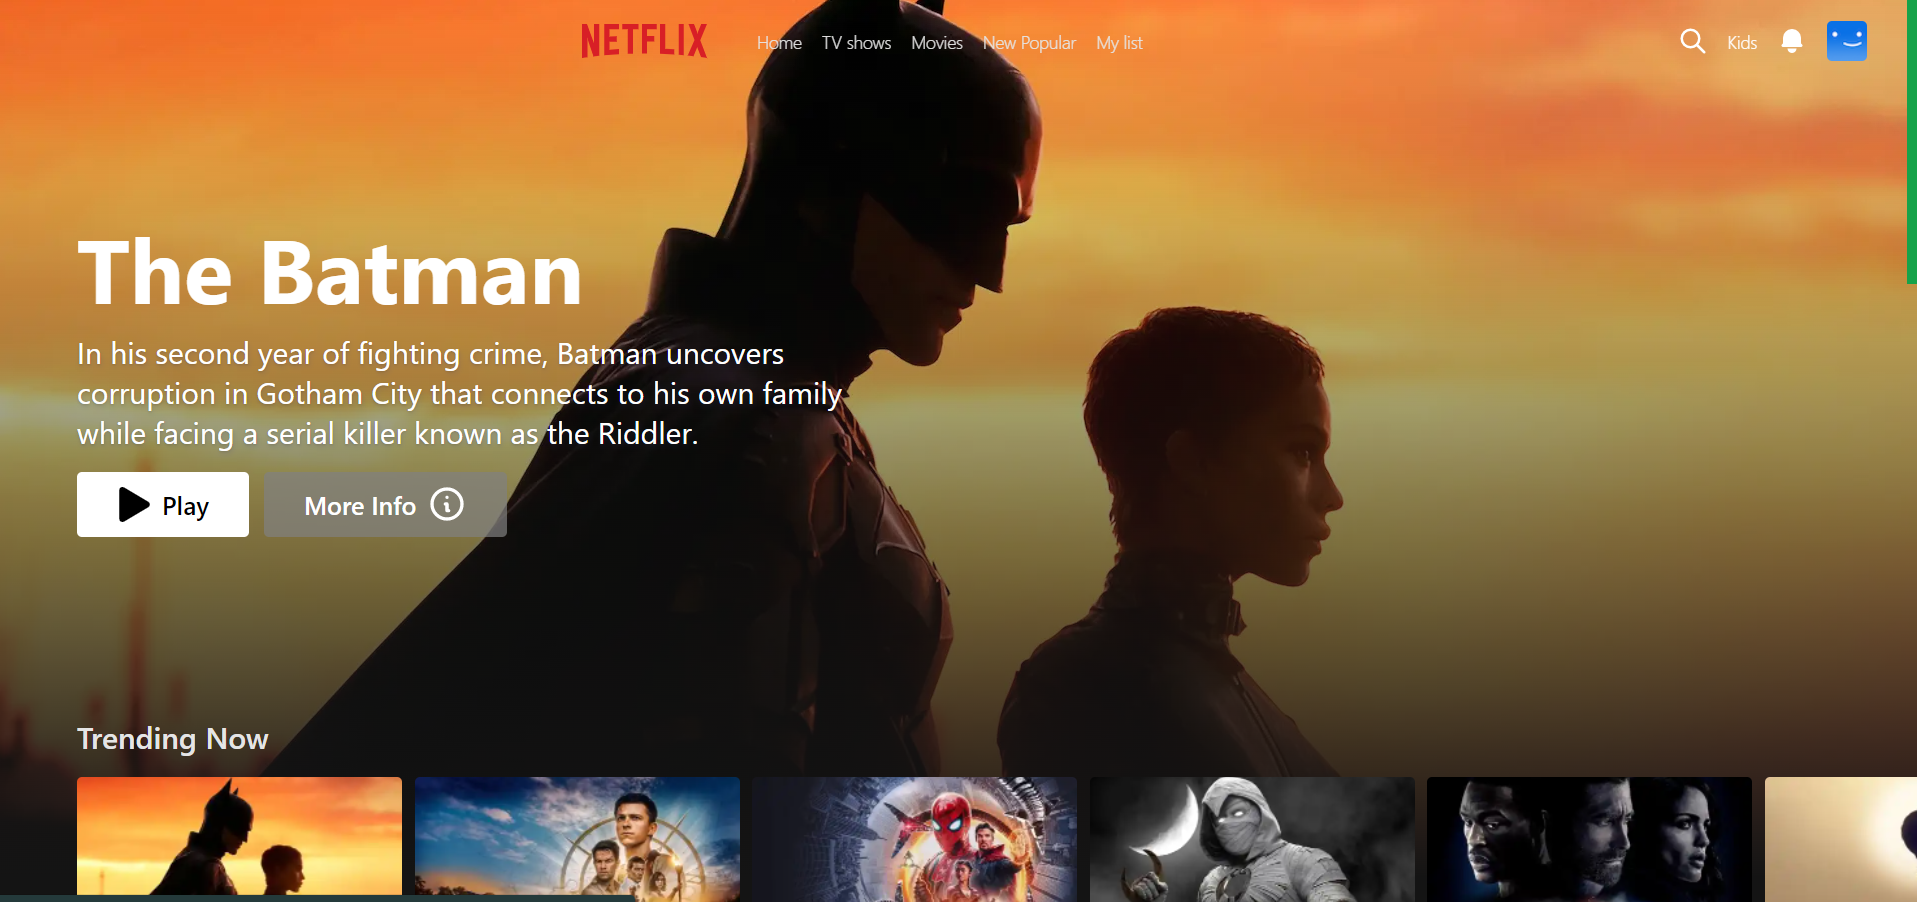 NETFLIX
Home TV shows Movies New Popular My list
Kids
The Batman
In his second year of fighting crime, Batman uncovers
corruption in Gotham City that connects to his own family
while facing a serial killer known as the Riddler.
Play
More Info
Trending Now